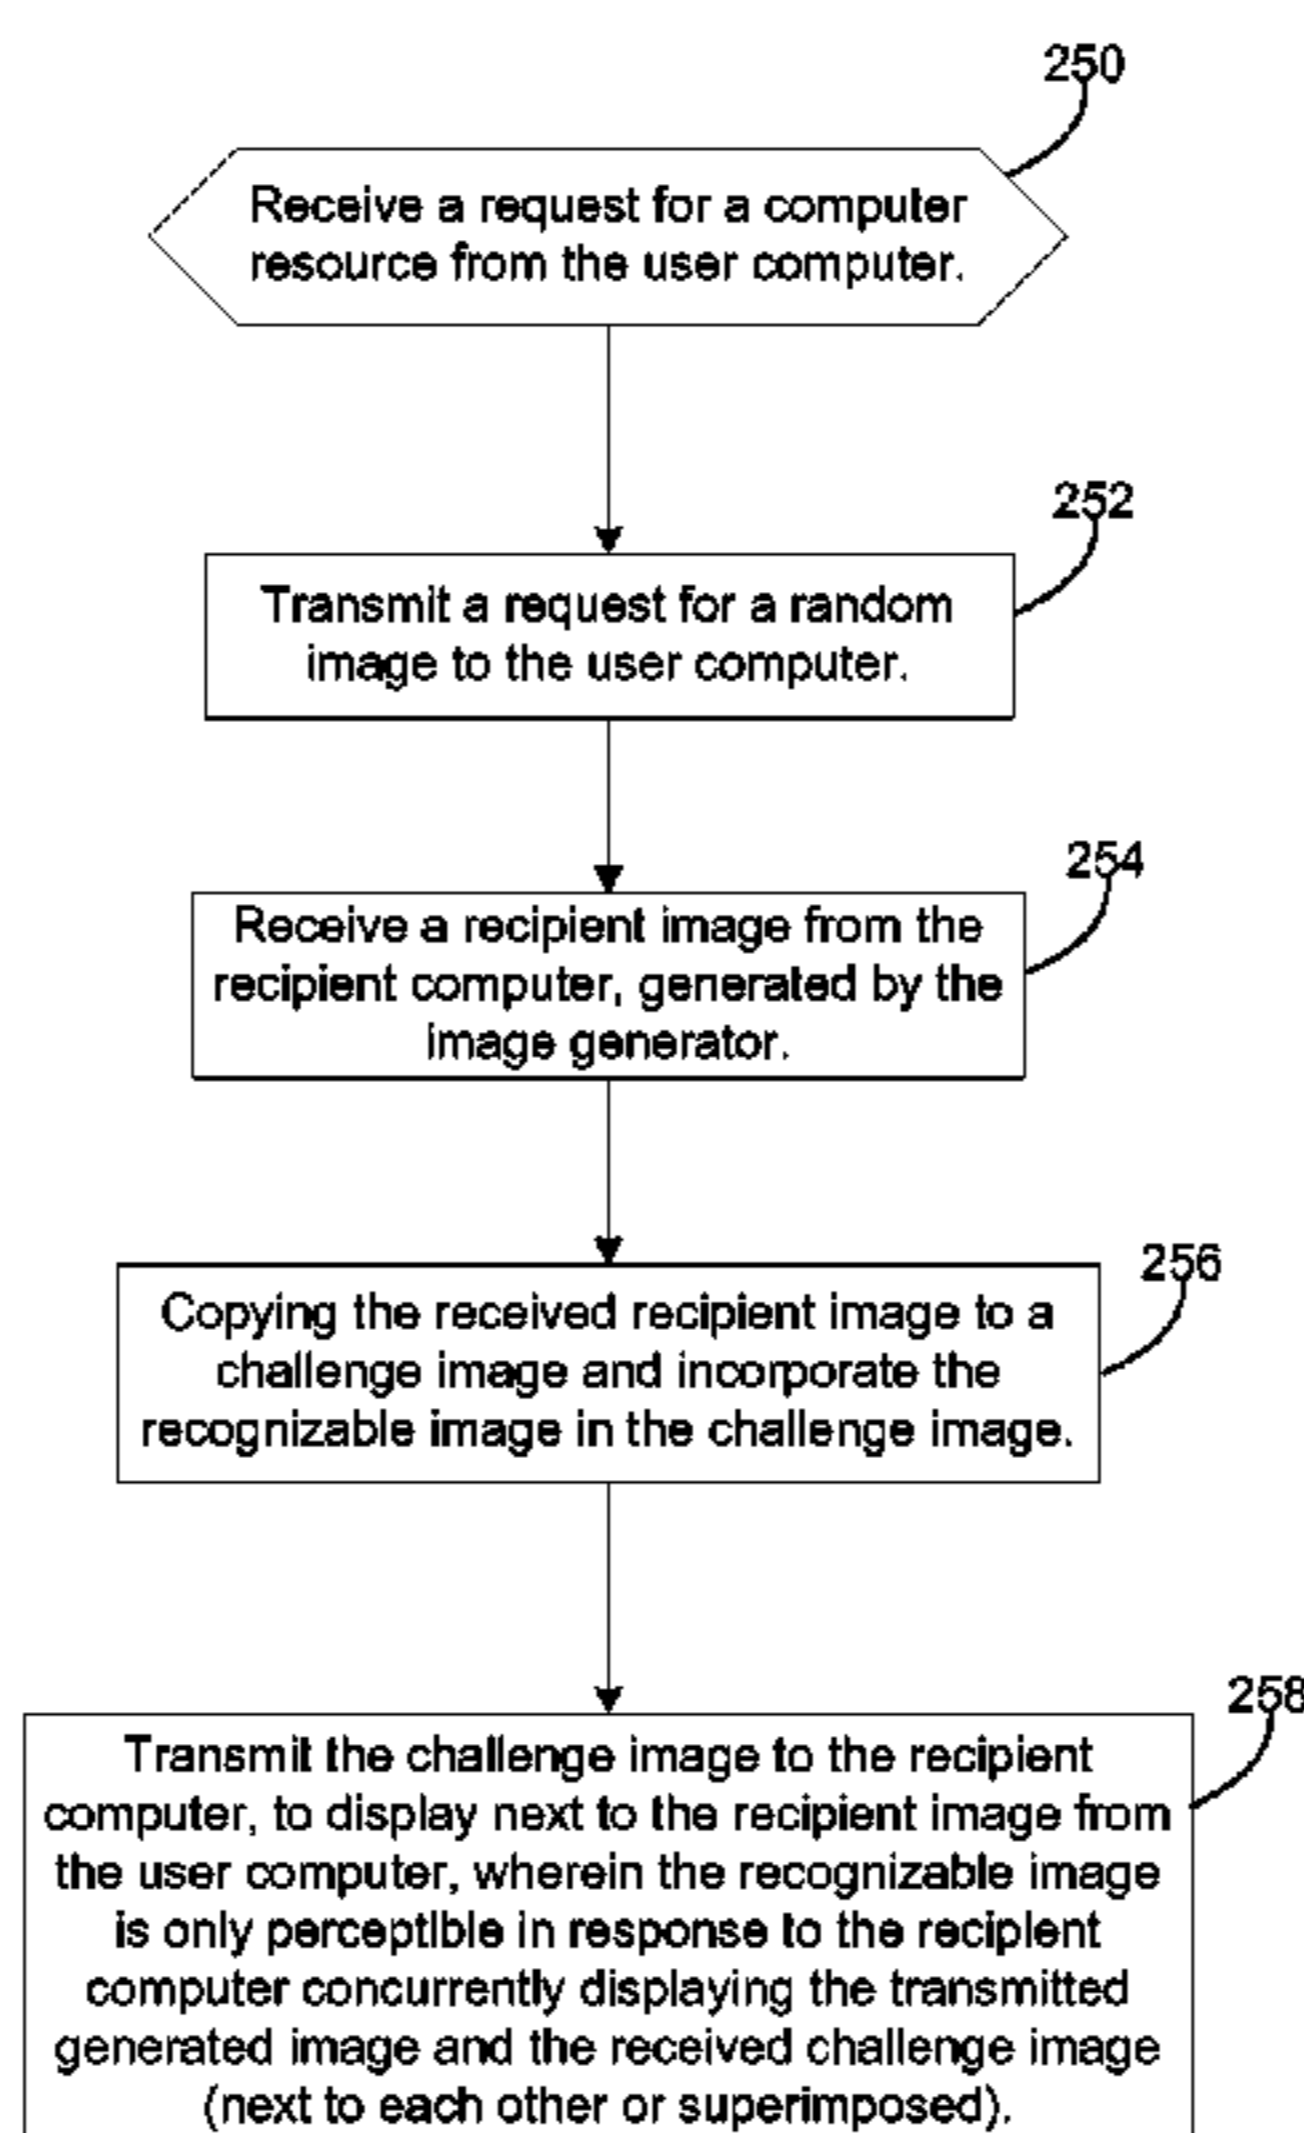 250
Receive a request for a computer
resource from the user computer.
252
Transmit a request for a random
image to the user computer.
254
Receive a recipient image from the
recipient computer, generated by the
image generator.
256
Copying the received recipient image to a
challenge image and incorporate the
recognizable image in the challenge image.
258
Transmit the challenge image to the recipient
computer, to display next to the recipient image from
the user computer, wherein the recognizable image
is only perceptible in response to the recipient
computer concurrently displaying the transmitted
generated image and the received challenge image
(next to each other or superimposed).